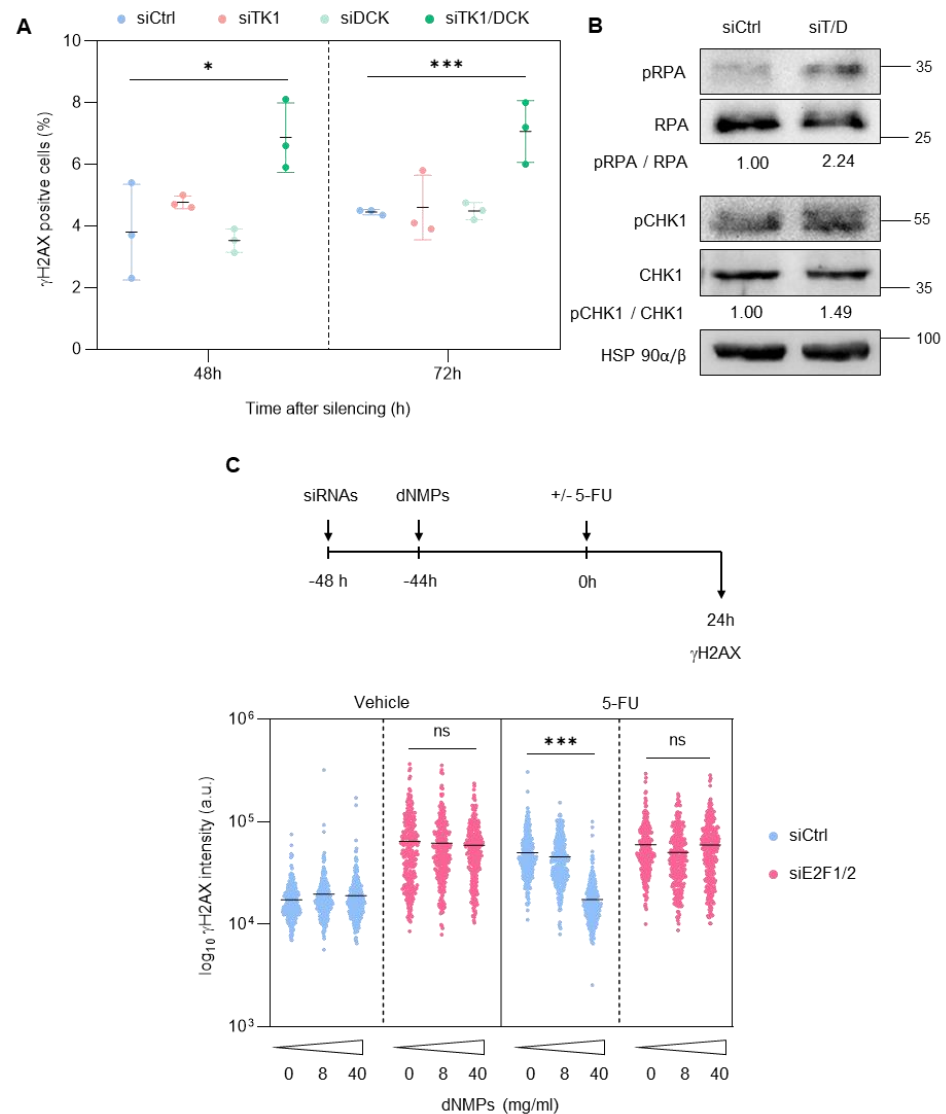 A
siCtrl siTK1 siDCK siTK1/DCK
10
8
6
4
2
0
γH2AX positve cells (%)
*
***
48h 72h
Time after silencing (h)
B
siCtrl siT/D
pRPA 35
RPA 25
pRPA / RPA 1.00 2.24
pCHK1 55
CHK1 35
pCHK1 / CHK1 1.00 1.49
100
HSP 90α/β
C
siRNAs dNMPs +/- 5-FU
-48 h -44h 0h
24h
γH2AX
Vehicle 5-FU
10⁶
10⁵
10⁴
10³
log₁₀ γH2AX intensity (a.u.)
ns *** ns
siCtrl
siE2F1/2
0 8 40 0 8 40 0 8 40 0 8 40
dNMPs (mg/ml)